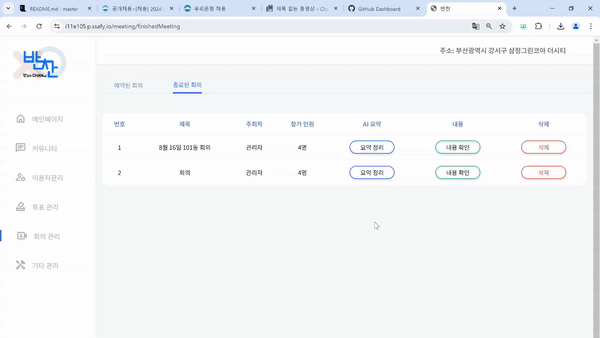 README.md - master
공개채용-(채용) 2024
우리은행 채용
제목 없는 동영상 - Clip
GitHub Dashboard
반찬
i11e105.p.ssafy.io/meeting/finishedMeeting
반찬
주소: 부산광역시 강서구 삼정그린코아 더시티
예약된 회의
종료된 회의
번호 제목 주최자 참가 인원 AI 요약 내용 삭제
1 8월 16일 101동 회의 관리자 4명 요약 정리 내용 확인 삭제
2 회의 관리자 4명 요약 정리 내용 확인 삭제
메인페이지
커뮤니티
이용자관리
투표 관리
회의 관리
기타 관리